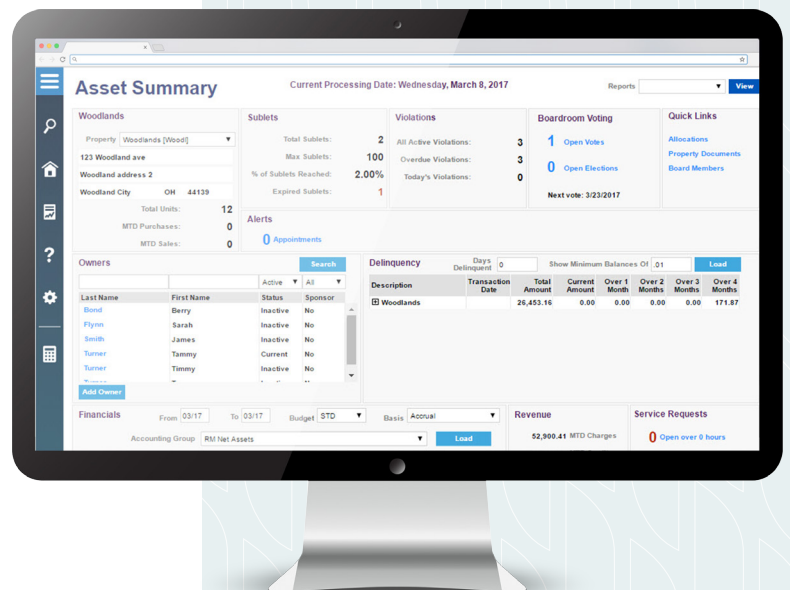 Asset Summary
Current Processing Date: Wednesday, March 8, 2017
Reports
View
Woodlands
Property Woodlands [Woodl]
123 Woodland ave
Woodland address 2
Woodland City OH 44139
Total Units: 12
MTD Purchases: 0
MTD Sales: 0
Sublets
Total Sublets: 2
Max Sublets: 100
% of Sublets Reached: 2.00%
Expired Sublets: 1
Violations
All Active Violations: 3
Overdue Violations: 3
Today's Violations: 0
Boardroom Voting
1 Open Votes
0 Open Elections
Next vote: 3/23/2017
Quick Links
Allocations
Property Documents
Board Members
Alerts
0 Appointments
Owners
Search
Active All
Last Name First Name Status Sponsor
Bond Berry Inactive No
Flynn Sarah Inactive No
Smith James Inactive No
Turner Tammy Current No
Turner Timmy Inactive No
Add Owner
Delinquency
Days Delinquent 0
Show Minimum Balances Of .01
Load
Description Transaction Date Total Amount Current Amount Over 1 Month Over 2 Months Over 3 Months Over 4 Months
Woodlands 26,453.16 0.00 0.00 0.00 0.00 171.87
Financials
From 03/17 To 03/17 Budget STD Basis Accrual
Accounting Group RM Net Assets
Load
Revenue
52,900.41 MTD Charges
Service Requests
0 Open over 0 hours